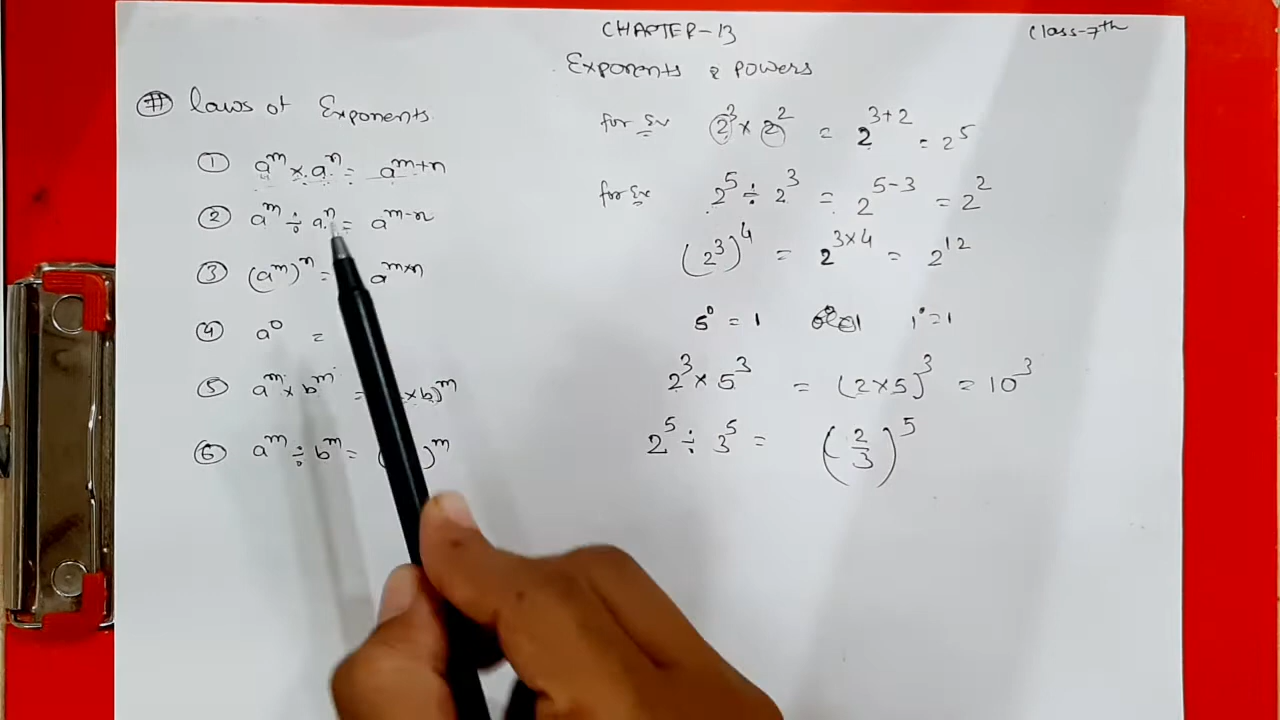 CHAPTER-13
Class-7th
Exponents & Powers
# Laws of Exponents
① a^m × a^n = a^(m+n)
for Ex 2^3 × 2^2 = 2^(3+2) = 2^5
② a^m ÷ a^n = a^(m-n)
for Ex 2^5 ÷ 2^3 = 2^(5-3) = 2^2
③ (a^m)^n = a^(m×n)
(2^3)^4 = 2^(3×4) = 2^12
④ a^0 =
5^0 = 1 1^0 = 1
⑤ a^m × b^m = ×b)^m
2^3 × 5^3 = (2×5)^3 = 10^3
⑥ a^m ÷ b^m = ( )^m
2^5 ÷ 3^5 = (2/3)^5